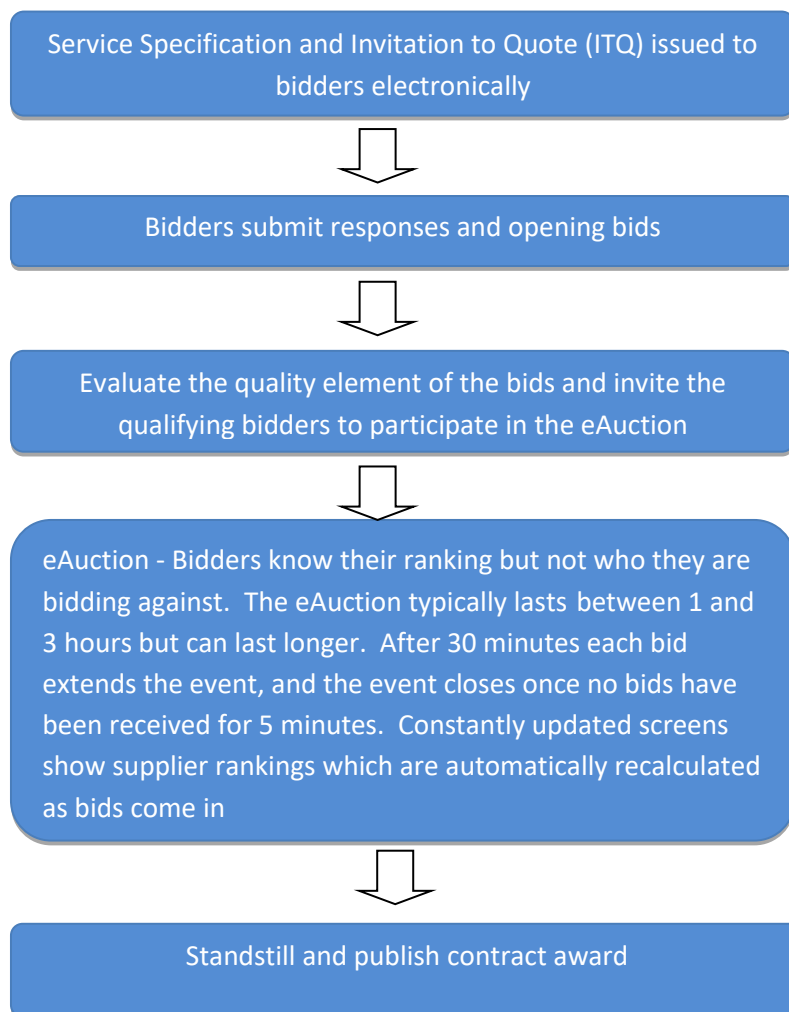 Service Specification and Invitation to Quote (ITQ) issued to
bidders electronically
Bidders submit responses and opening bids
Evaluate the quality element of the bids and invite the
qualifying bidders to participate in the eAuction
eAuction - Bidders know their ranking but not who they are
bidding against.  The eAuction typically lasts between 1 and
3 hours but can last longer.  After 30 minutes each bid
extends the event, and the event closes once no bids have
been received for 5 minutes.  Constantly updated screens
show supplier rankings which are automatically recalculated
as bids come in
Standstill and publish contract award